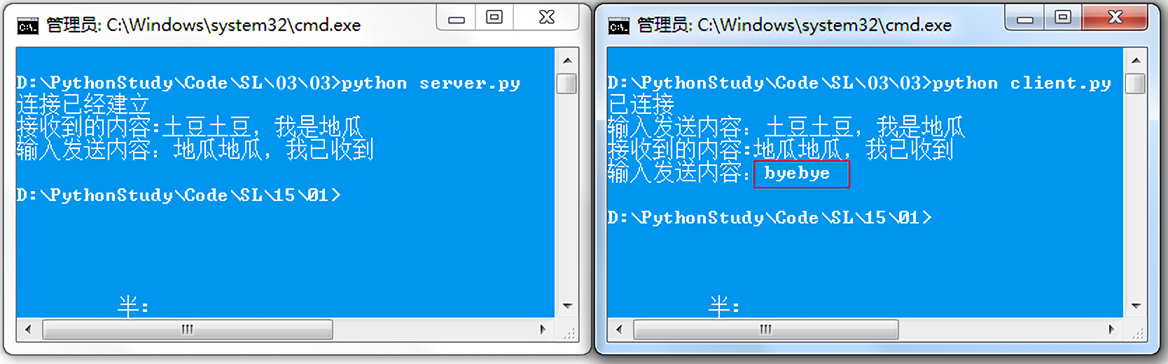 管理员: C:\Windows\system32\cmd.exe
D:\PythonStudy\Code\SL\03\03>python server.py
连接已经建立
接收到的内容:土豆土豆，我是地瓜
输入发送内容：地瓜地瓜，我已收到
D:\PythonStudy\Code\SL\15\01>
半：
管理员: C:\Windows\system32\cmd.exe
D:\PythonStudy\Code\SL\03\03>python client.py
已连接
输入发送内容：土豆土豆，我是地瓜
接收到的内容:地瓜地瓜，我已收到
输入发送内容：byebye
D:\PythonStudy\Code\SL\15\01>
半：